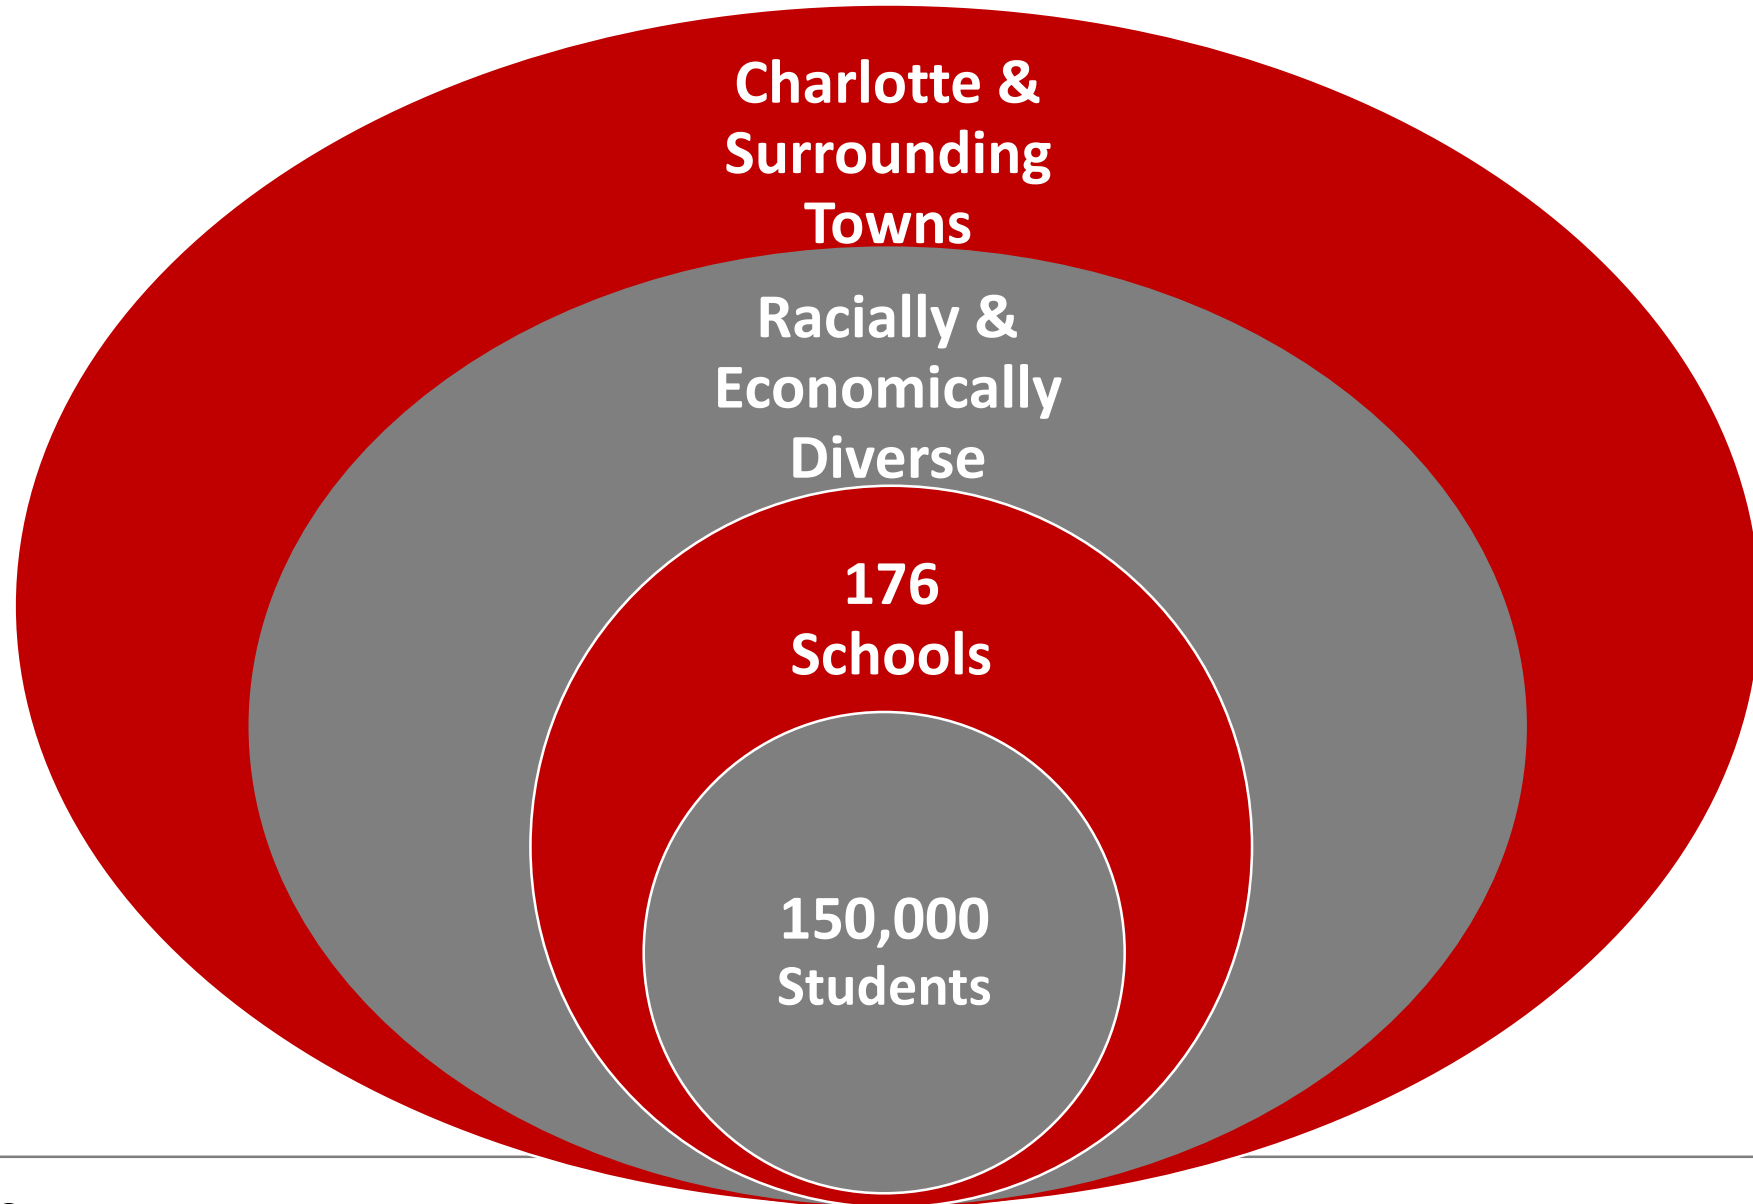 Charlotte &
Surrounding
Towns
Racially &
Economically
Diverse
176
Schools
150,000
Students